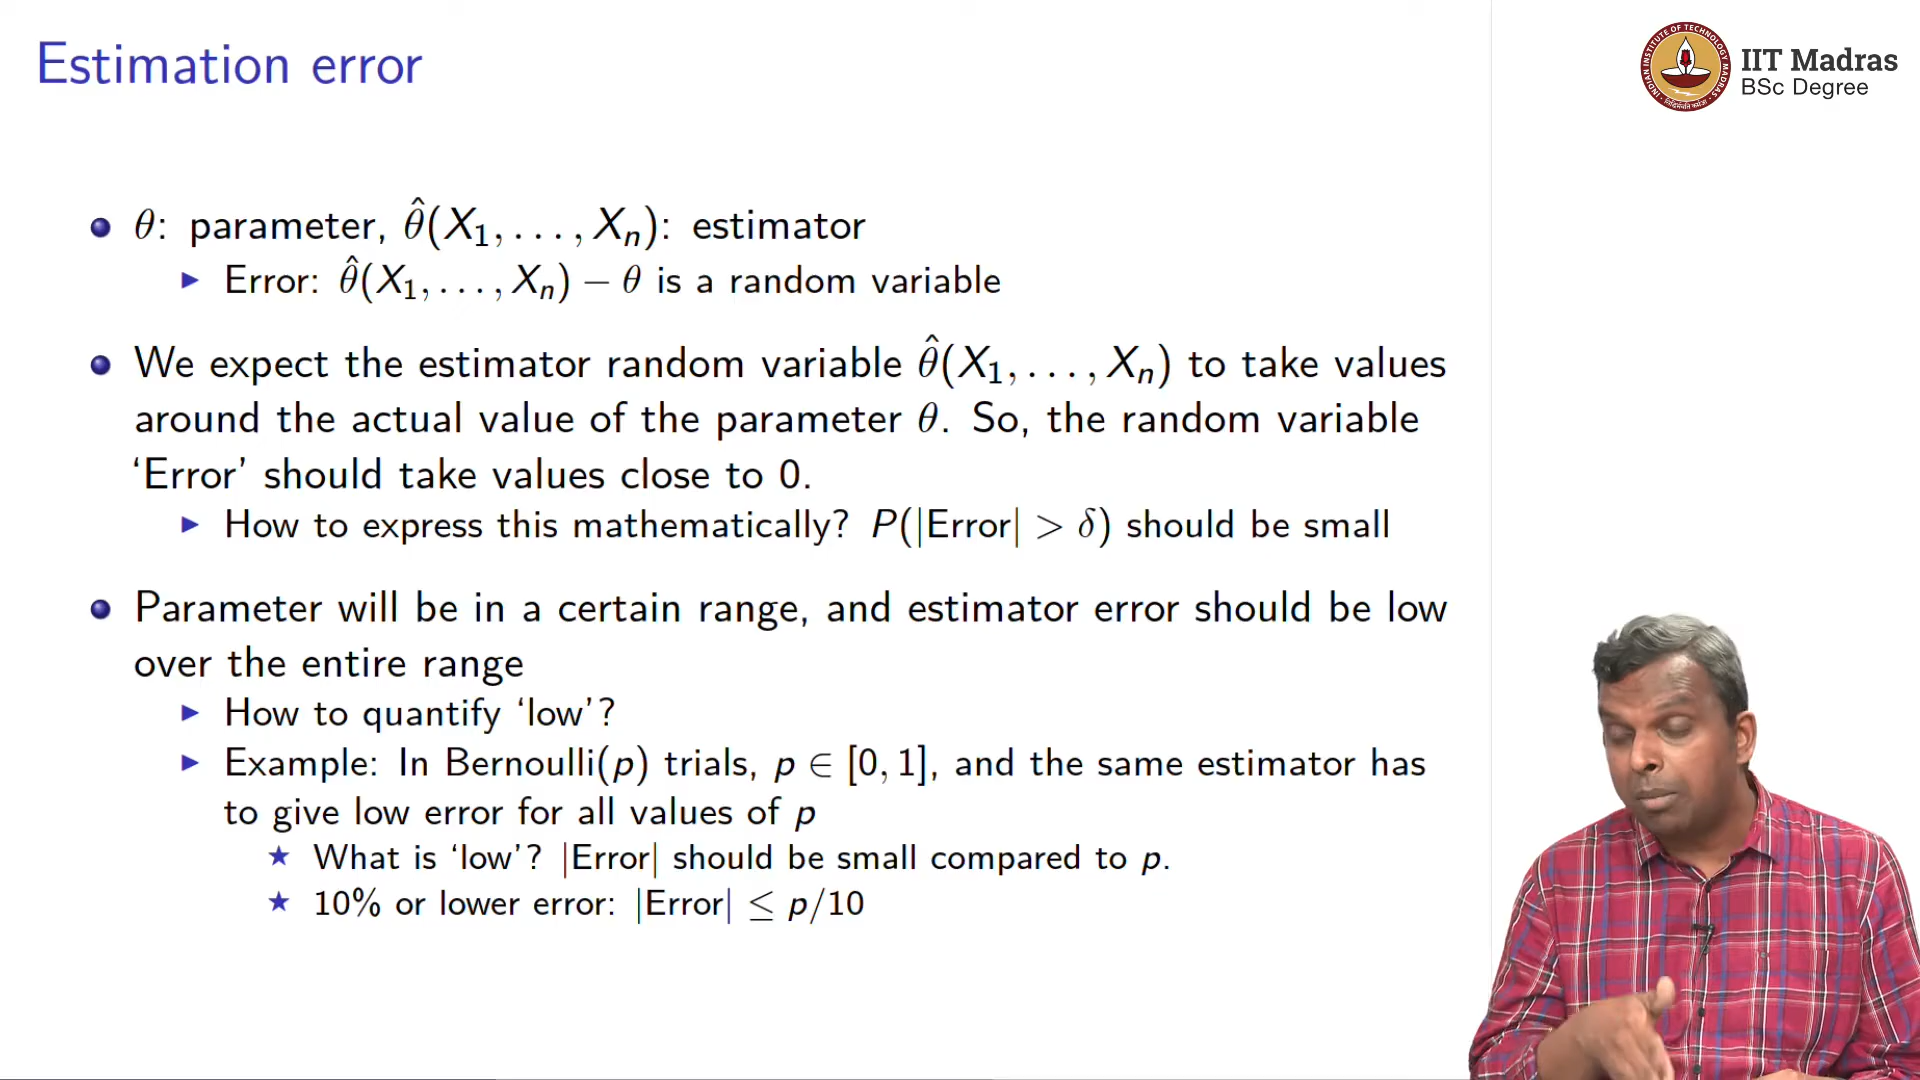 Estimation error
IIT Madras
BSc Degree
θ: parameter, θ̂(X₁, . . . , Xₙ): estimator
Error: θ̂(X₁, . . . , Xₙ) − θ is a random variable
We expect the estimator random variable θ̂(X₁, . . . , Xₙ) to take values
around the actual value of the parameter θ. So, the random variable
‘Error’ should take values close to 0.
How to express this mathematically? P(|Error| > δ) should be small
Parameter will be in a certain range, and estimator error should be low
over the entire range
How to quantify ‘low’?
Example: In Bernoulli(p) trials, p ∈ [0, 1], and the same estimator has
to give low error for all values of p
What is ‘low’? |Error| should be small compared to p.
10% or lower error: |Error| ≤ p/10
INDIAN INSTITUTE OF TECHNOLOGY MADRAS